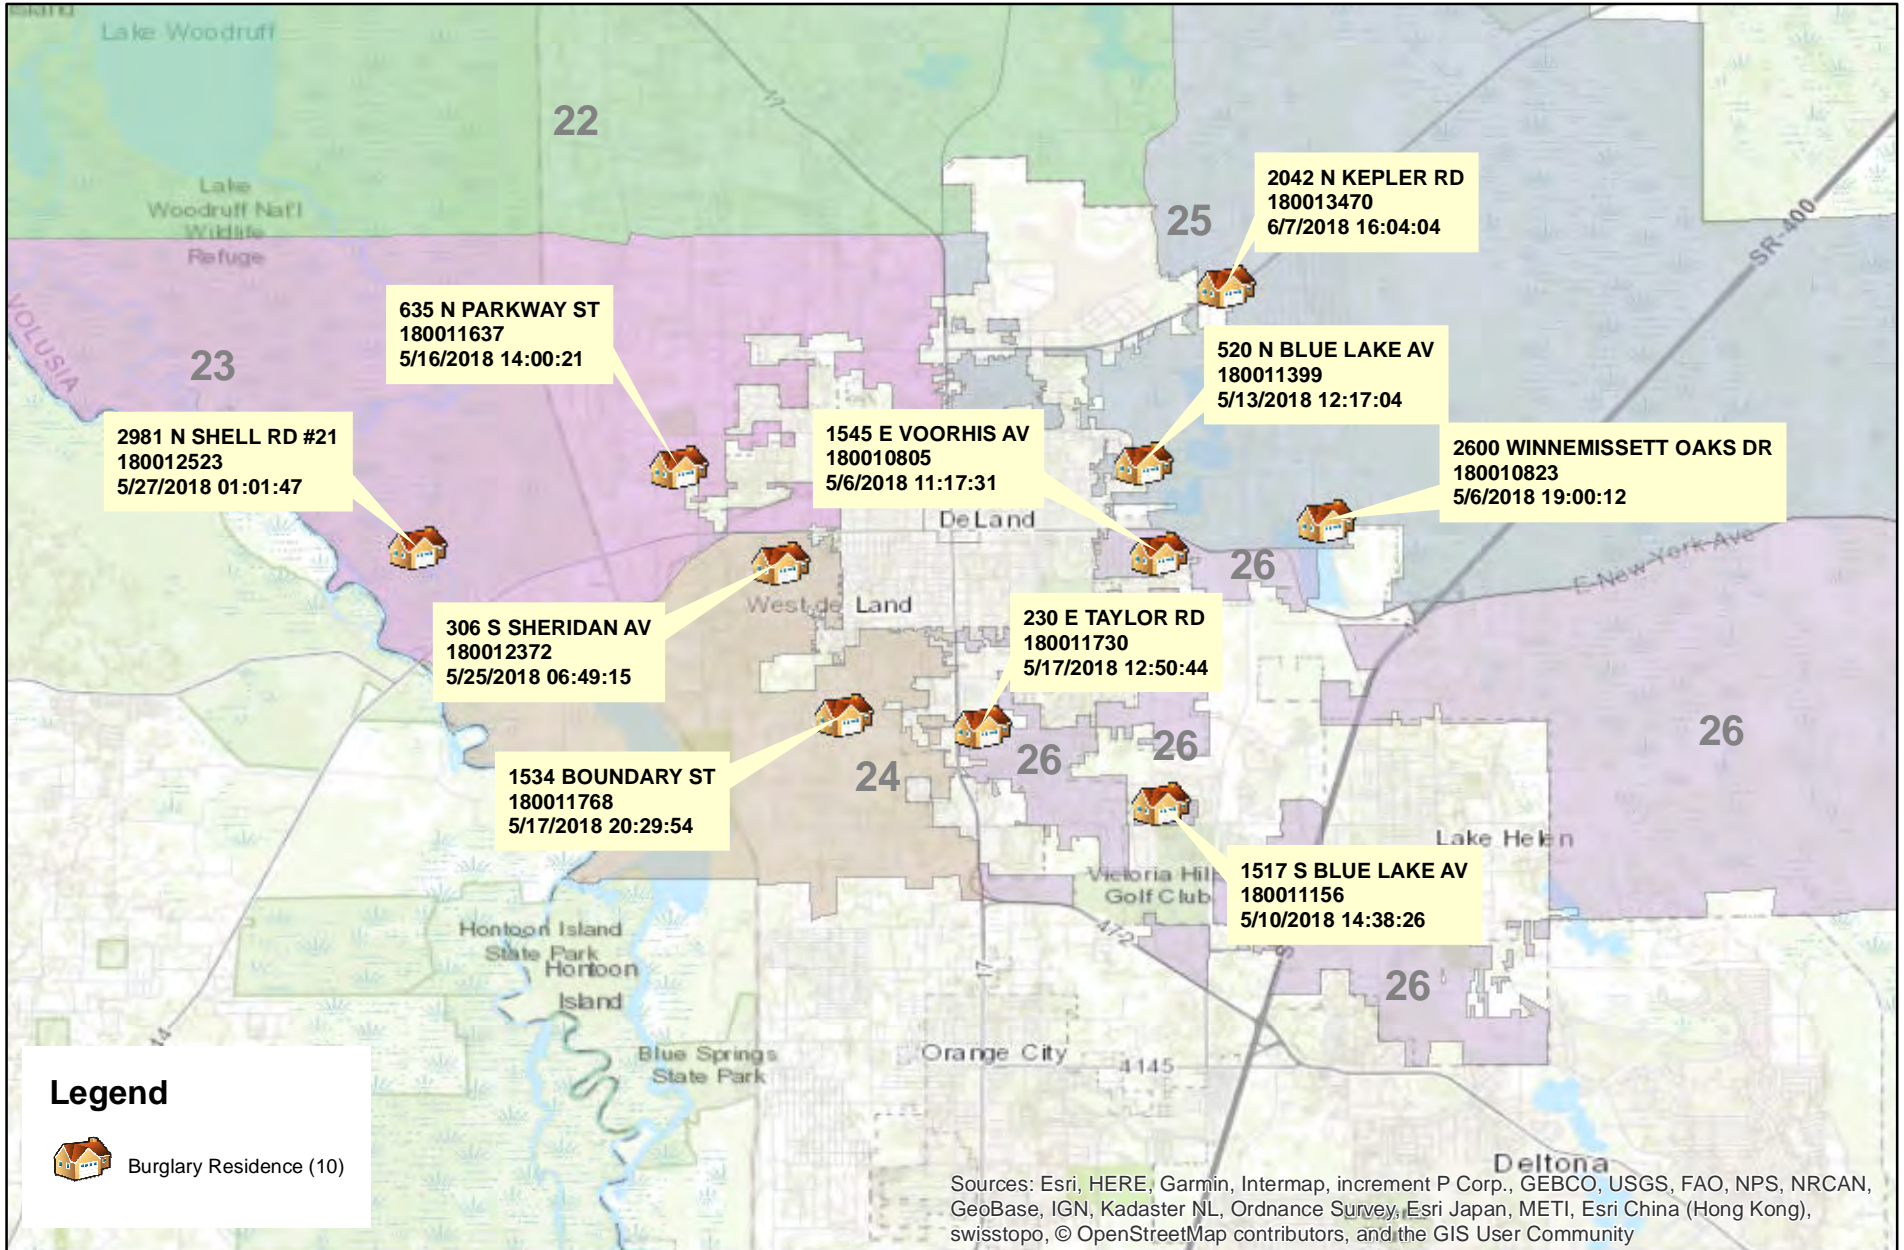 Island
Lake Woodruff
17
22
Lake
Woodruff Nat'l
Wildlife
Refuge
2042 N KEPLER RD
180013470
6/7/2018 16:04:04
25
SR-400
VOLUSIA
23
635 N PARKWAY ST
180011637
5/16/2018 14:00:21
520 N BLUE LAKE AV
180011399
5/13/2018 12:17:04
2981 N SHELL RD #21
180012523
5/27/2018 01:01:47
1545 E VOORHIS AV
180010805
5/6/2018 11:17:31
2600 WINNEMISSETT OAKS DR
180010823
5/6/2018 19:00:12
DeLand
26
E New York Ave
West de Land
306 S SHERIDAN AV
180012372
5/25/2018 06:49:15
230 E TAYLOR RD
180011730
5/17/2018 12:50:44
26
26
26
24
1534 BOUNDARY ST
180011768
5/17/2018 20:29:54
Lake Helen
Victoria Hill
Golf Club
1517 S BLUE LAKE AV
180011156
5/10/2018 14:38:26
472
17
26
Hontoon Island
State Park
Hontoon
Island
44
Blue Springs
State Park
Orange City
4145
Legend
Burglary Residence (10)
Deltona
Sources: Esri, HERE, Garmin, Intermap, increment P Corp., GEBCO, USGS, FAO, NPS, NRCAN,
GeoBase, IGN, Kadaster NL, Ordnance Survey, Esri Japan, METI, Esri China (Hong Kong),
swisstopo, © OpenStreetMap contributors, and the GIS User Community